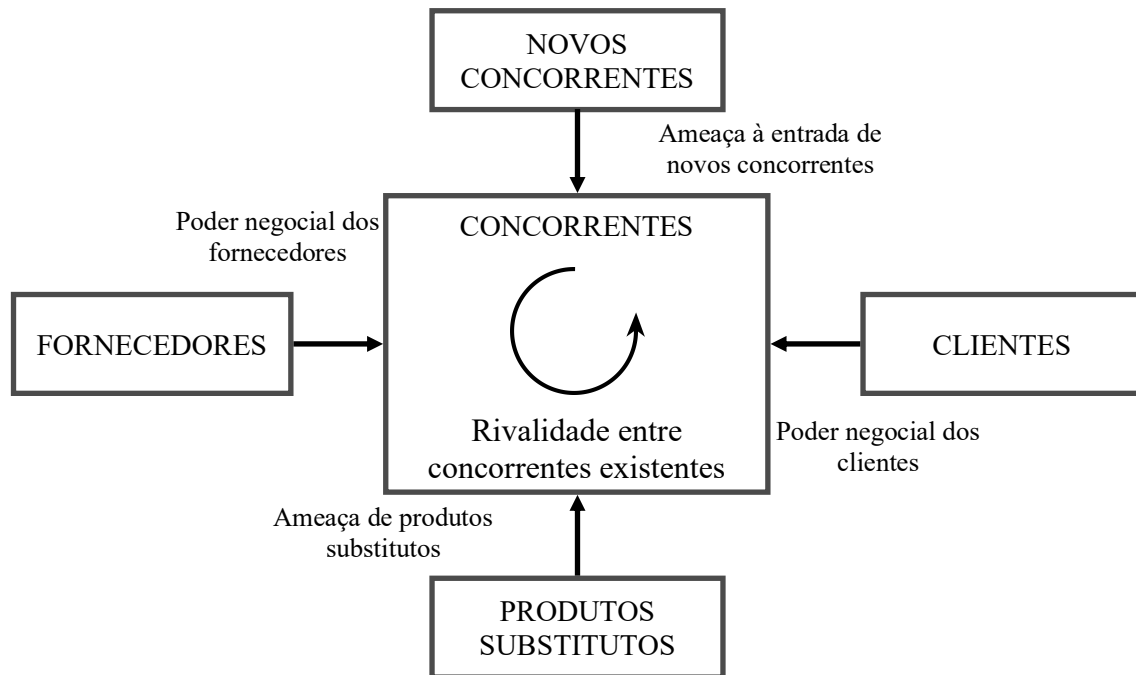 NOVOS
CONCORRENTES
Ameaça à entrada de
novos concorrentes
Poder negocial dos
fornecedores
CONCORRENTES
FORNECEDORES
CLIENTES
Rivalidade entre
concorrentes existentes
Poder negocial dos
clientes
Ameaça de produtos
substitutos
PRODUTOS
SUBSTITUTOS